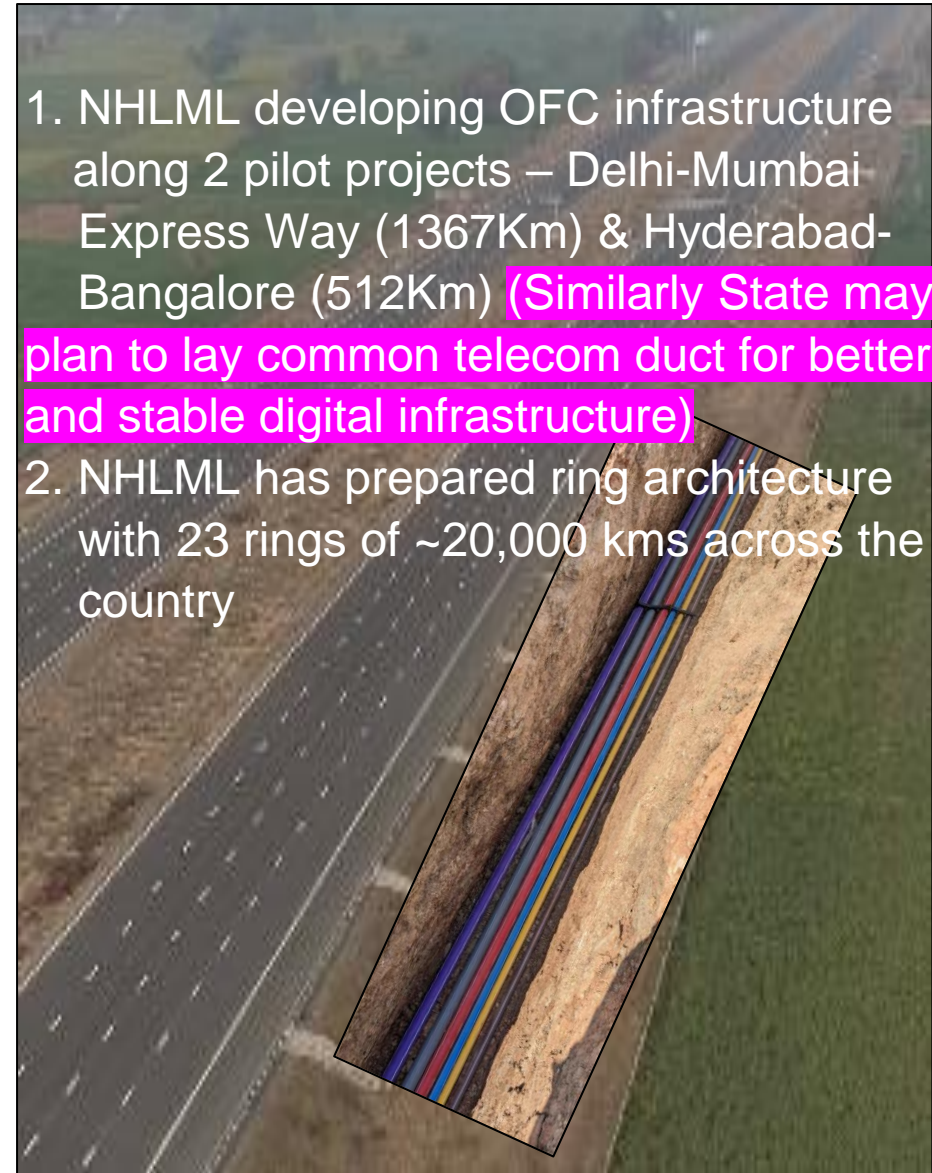 1. NHLML developing OFC infrastructure
along 2 pilot projects – Delhi-Mumbai
Express Way (1367Km) & Hyderabad-
Bangalore (512Km) (Similarly State may
plan to lay common telecom duct for better
and stable digital infrastructure)
2. NHLML has prepared ring architecture
with 23 rings of ~20,000 kms across the
country